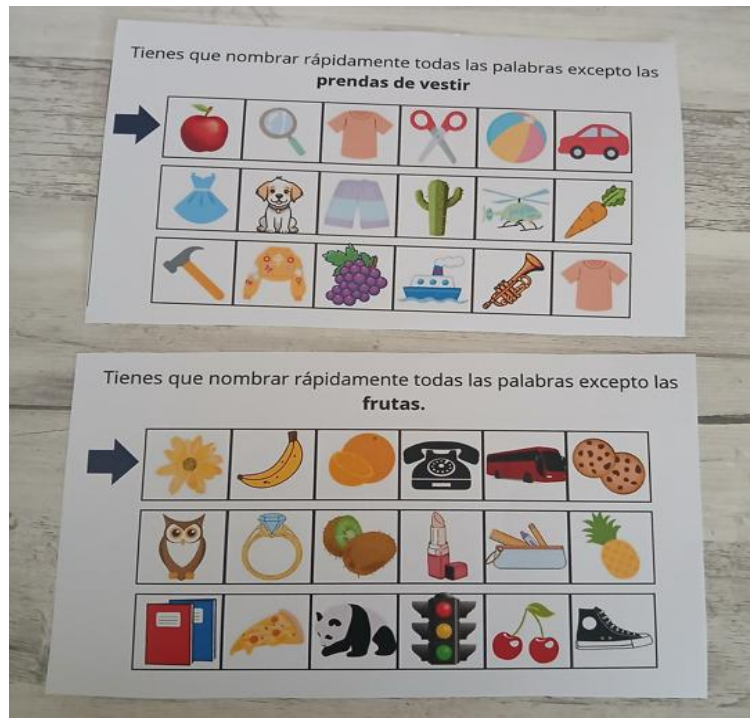 Tienes que nombrar rápidamente todas las palabras excepto las
prendas de vestir
Tienes que nombrar rápidamente todas las palabras excepto las
frutas.